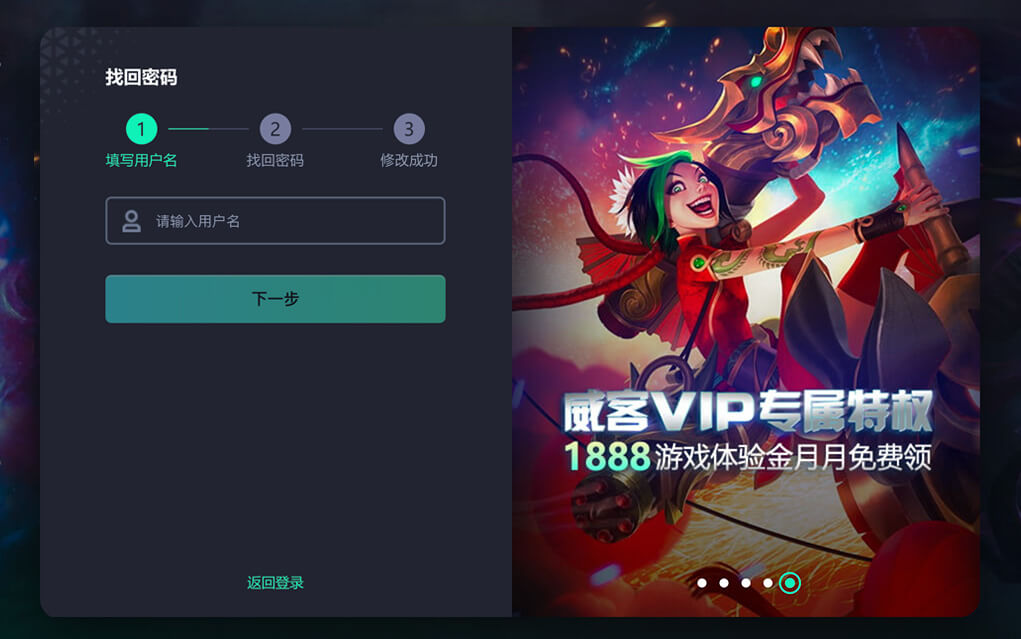 找回密码
1
2
3
填写用户名
找回密码
修改成功
请输入用户名
下一步
返回登录
威客VIP专属特权
1888游戏体验金月月免费领